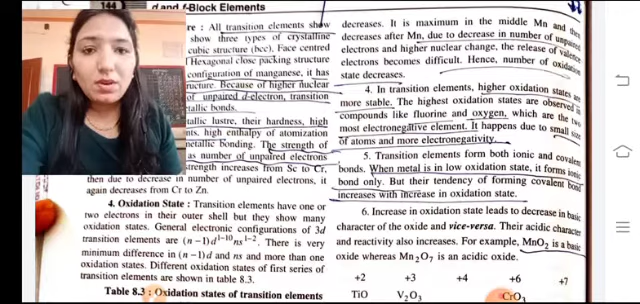 144 d and f-Block Elements
re : All transition elements show
show three types of crystalline
cubic structure (bcc). Face centred
Hexagonal close packing structure
configuration of manganese, it has
ructure. Because of higher nuclear
of unpaired d-electron, transition
tallic bonds.
tallic lustre, their hardness, high
nts, high enthalpy of atomization
netallic bonding. The strength of
as number of unpaired electrons
strength increases from Sc to Cr,
then due to decrease in number of unpaired electrons, it
again decreases from Cr to Zn.
4. Oxidation State : Transition elements have one or
two electrons in their outer shell but they show many
oxidation states. General electronic configurations of 3d
transition elements are (n − 1)d¹⁻¹⁰ ns¹⁻². There is very
minimum difference in (n − 1)d and ns and more than one
oxidation states. Different oxidation states of first series of
transition elements are shown in table 8.3.
Table 8.3 : Oxidation states of transition elements
decreases. It is maximum in the middle Mn and then
decreases after Mn, due to decrease in number of unpaired
electrons and higher nuclear change, the release of valence
electrons becomes difficult. Hence, number of oxidation
state decreases.
4. In transition elements, higher oxidation states are
more stable. The highest oxidation states are observed in
compounds like fluorine and oxygen, which are the two
most electronegative element. It happens due to small size
of atoms and more electronegativity.
5. Transition elements form both ionic and covalent
bonds. When metal is in low oxidation state, it forms ionic
bond only. But their tendency of forming covalent bond
increases with increase in oxidation state.
6. Increase in oxidation state leads to decrease in basic
character of the oxide and vice-versa. Their acidic character
and reactivity also increases. For example, MnO₂ is a basic
oxide whereas Mn₂O₇ is an acidic oxide.
+2 +3 +4 +6 +7
TiO V₂O₃ CrO₃